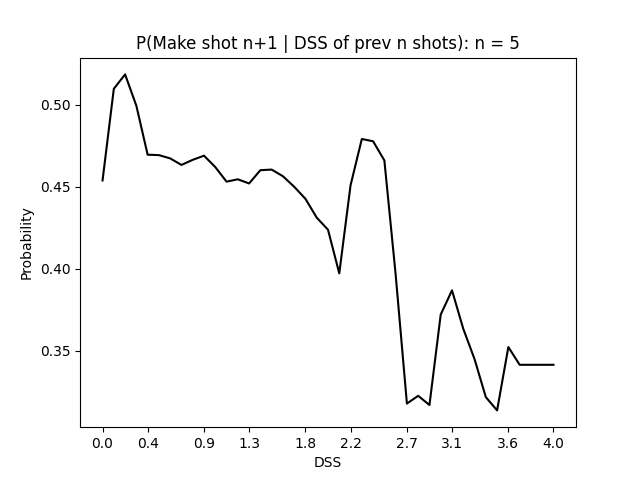 P(Make shot n+1 | DSS of prev n shots): n = 5
Probability
0.50
0.45
0.40
0.35
0.0 0.4 0.9 1.3 1.8 2.2 2.7 3.1 3.6 4.0
DSS